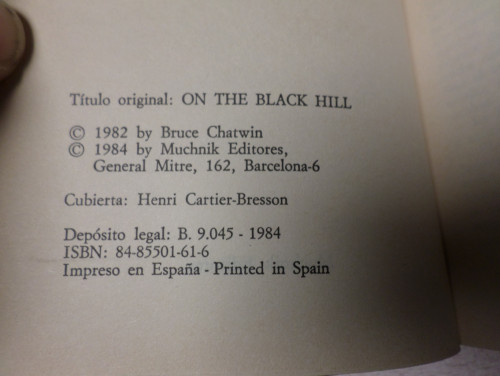 Título original: ON THE BLACK HILL
© 1982 by Bruce Chatwin
© 1984 by Muchnik Editores,
General Mitre, 162, Barcelona-6
Cubierta: Henri Cartier-Bresson
Depósito legal: B. 9.045 - 1984
ISBN: 84-85501-61-6
Impreso en España - Printed in Spain